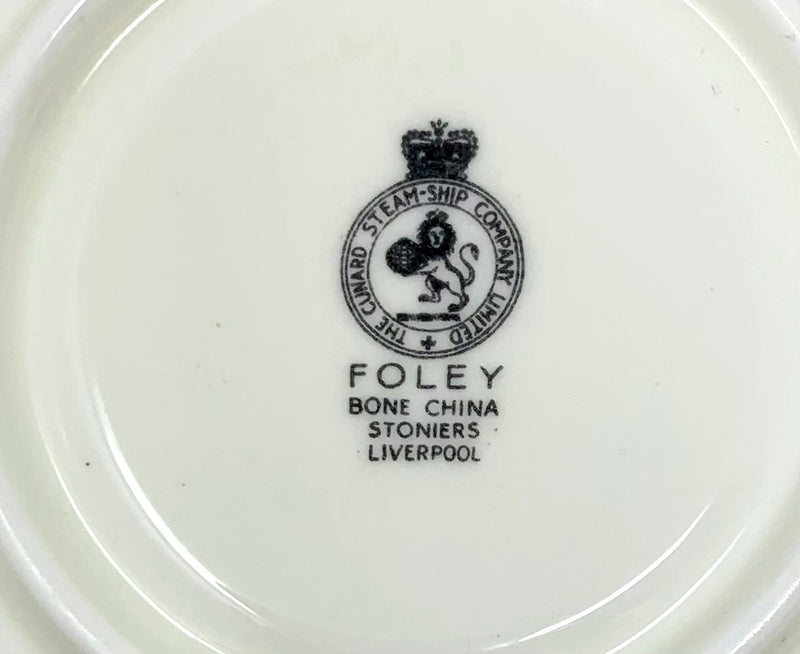 THE CUNARD STEAM-SHIP COMPANY LIMITED
FOLEY
BONE CHINA
STONIERS
LIVERPOOL